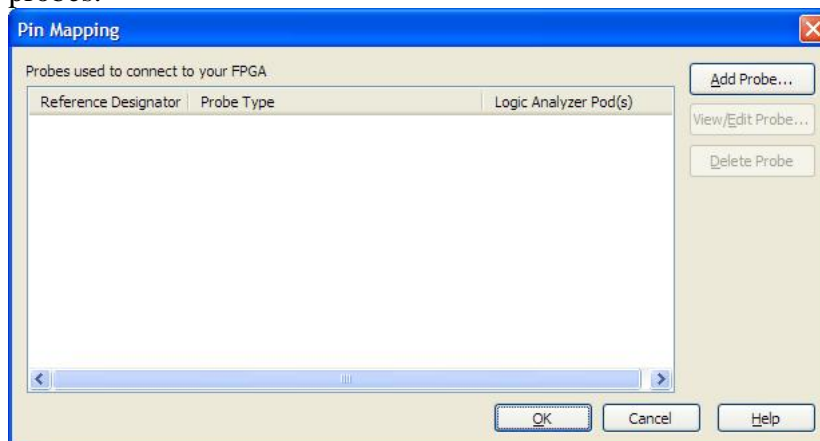 probes.
Pin Mapping
Probes used to connect to your FPGA
Reference Designator Probe Type Logic Analyzer Pod(s)
Add Probe...
View/Edit Probe...
Delete Probe
OK Cancel Help